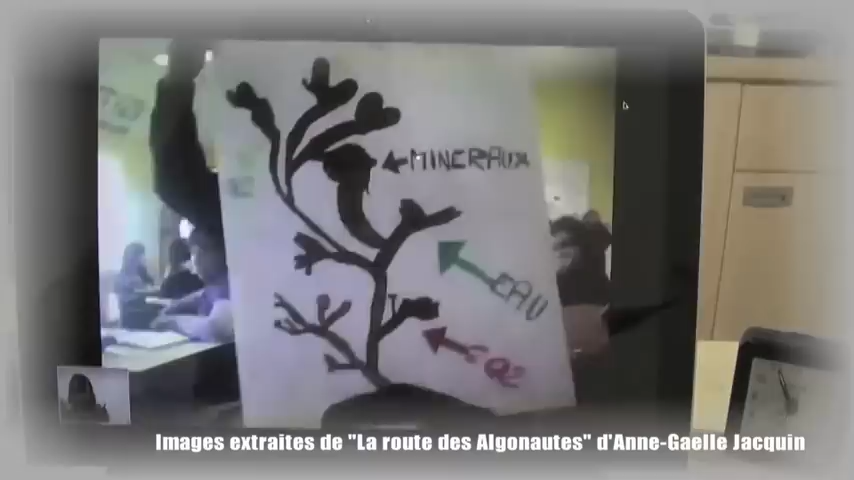 MINERAUX
EAU
CO2
Images extraites de "La route des Algonautes" d'Anne-Gaelle Jacquin